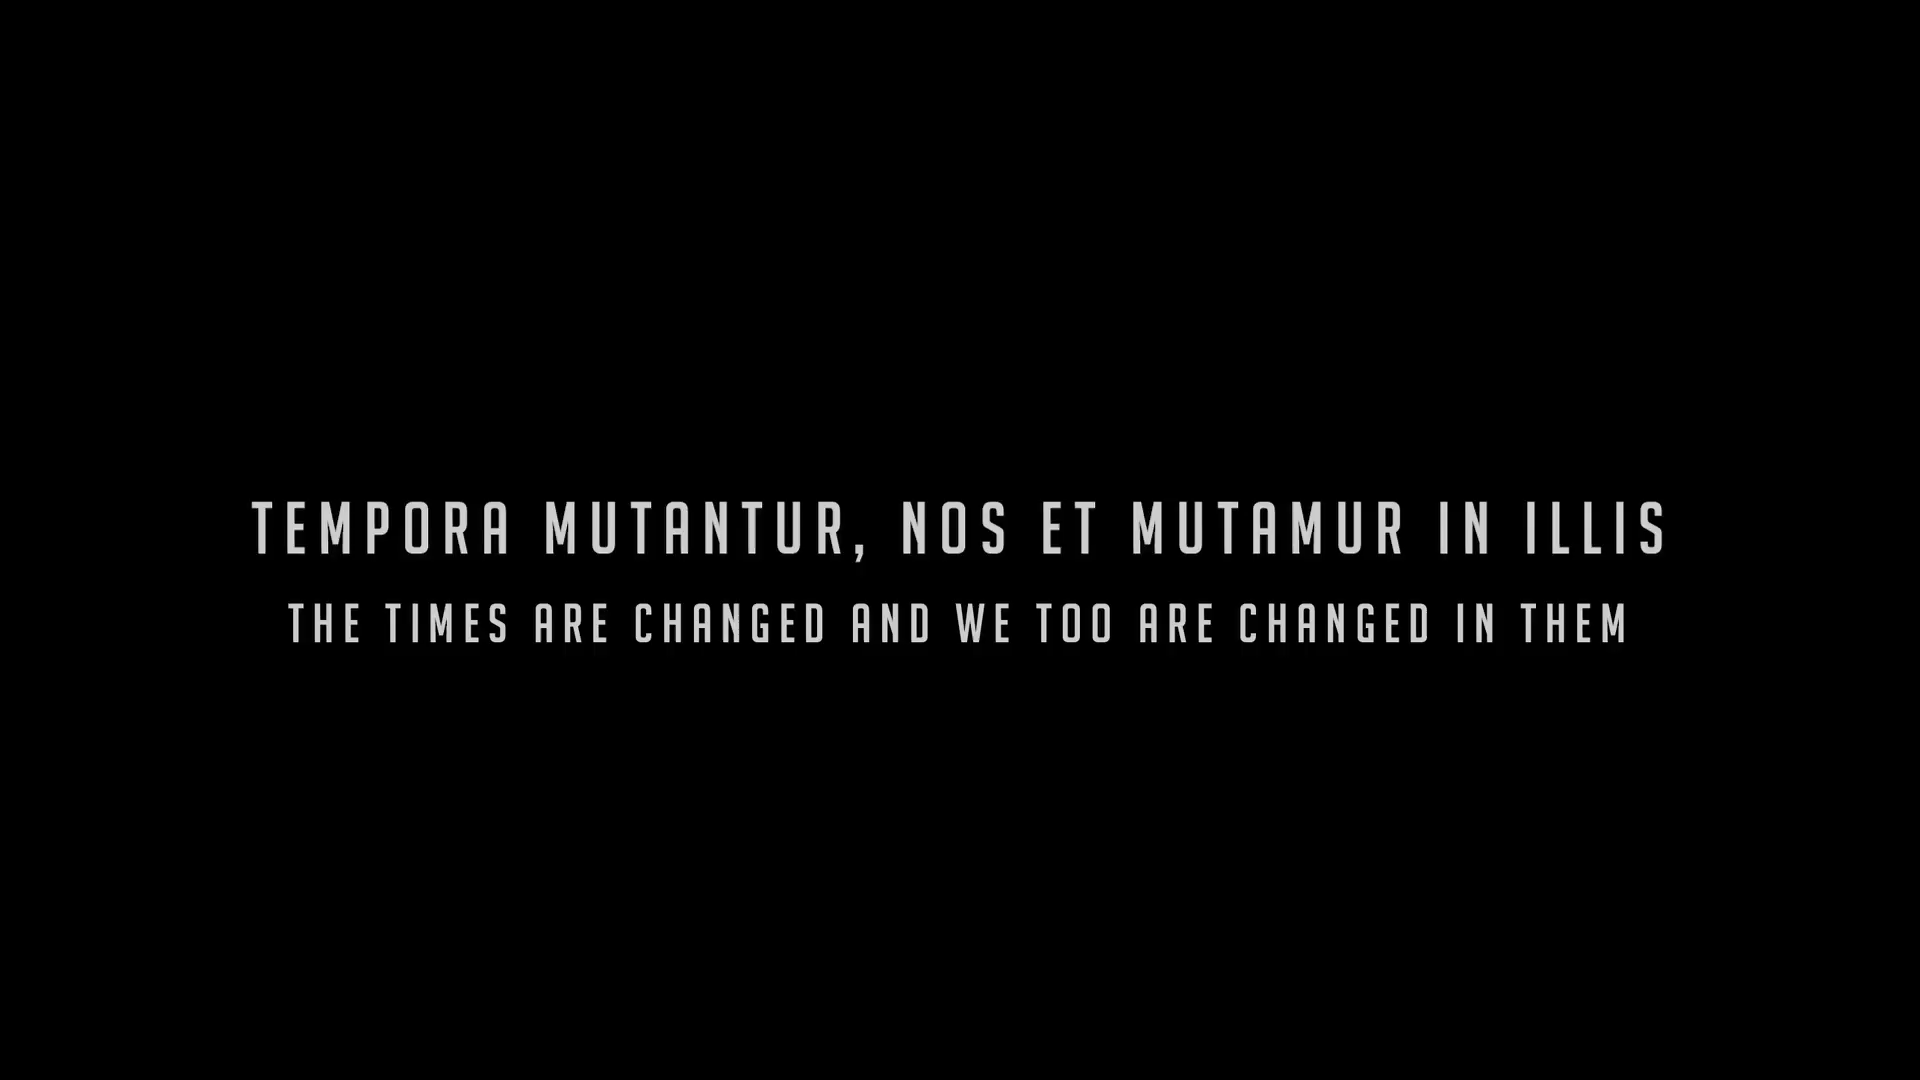 TEMPORA MUTANTUR, NOS ET MUTAMUR IN ILLIS
THE TIMES ARE CHANGED AND WE TOO ARE CHANGED IN THEM